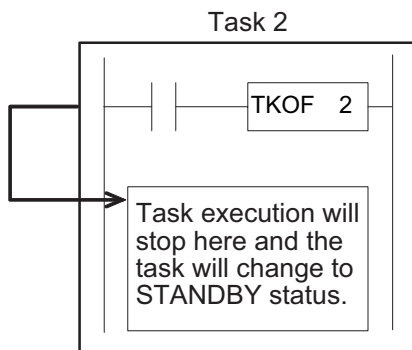 Task 2
TKOF 2
Task execution will
stop here and the
task will change to
STANDBY status.